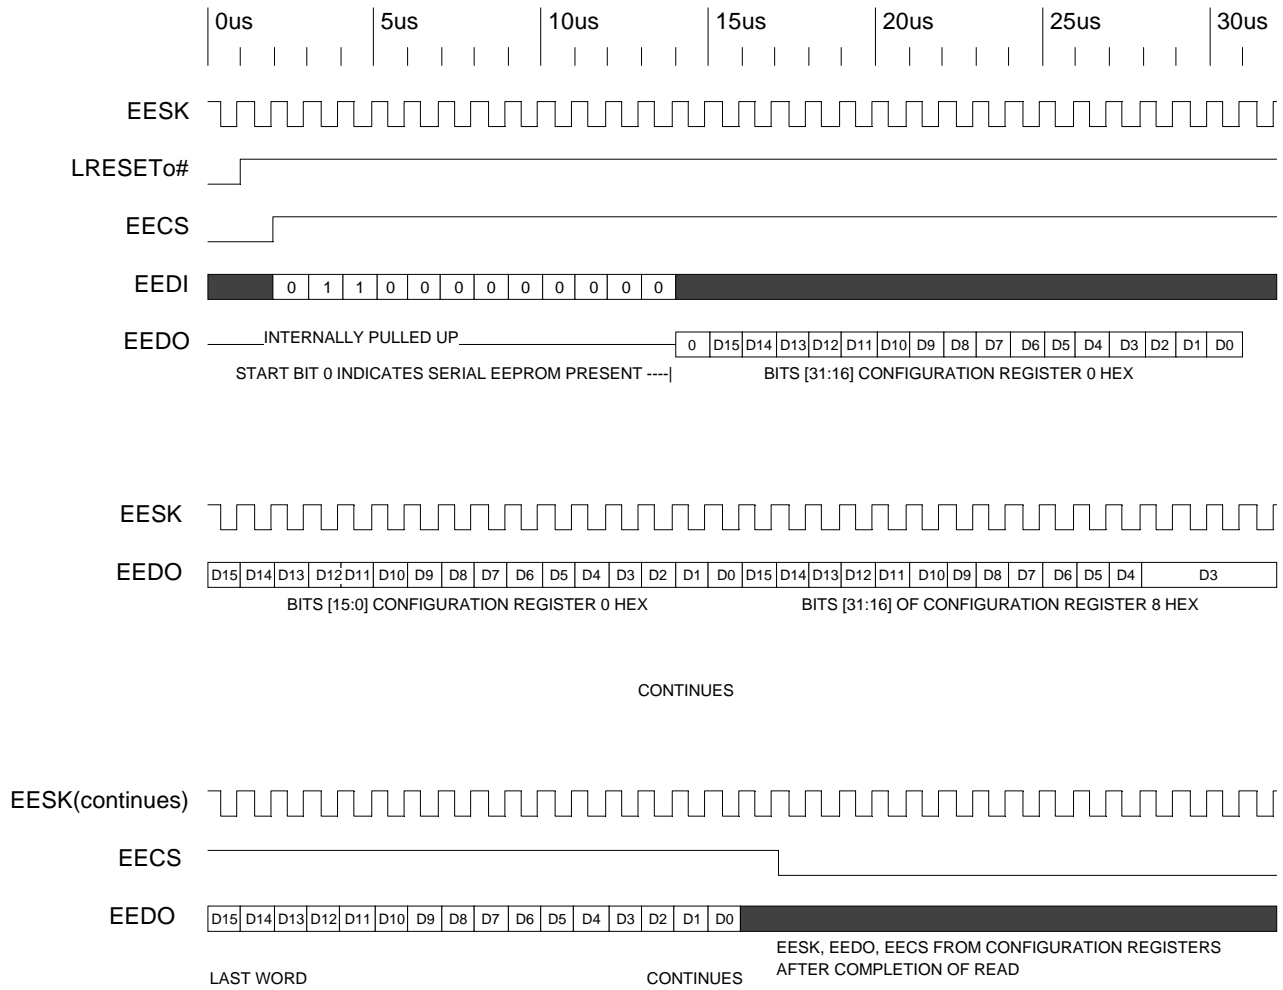 0us 5us 10us 15us 20us 25us 30us
EESK
LRESETo#
EECS
EEDI 0 1 1 0 0 0 0 0 0 0 0 0
EEDO INTERNALLY PULLED UP 0 D15 D14 D13 D12 D11 D10 D9 D8 D7 D6 D5 D4 D3 D2 D1 D0
START BIT 0 INDICATES SERIAL EEPROM PRESENT ----| BITS [31:16] CONFIGURATION REGISTER 0 HEX
EESK
EEDO D15 D14 D13 D12 D11 D10 D9 D8 D7 D6 D5 D4 D3 D2 D1 D0 D15 D14 D13 D12 D11 D10 D9 D8 D7 D6 D5 D4 D3
BITS [15:0] CONFIGURATION REGISTER 0 HEX BITS [31:16] OF CONFIGURATION REGISTER 8 HEX
CONTINUES
EESK(continues)
EECS
EEDO D15 D14 D13 D12 D11 D10 D9 D8 D7 D6 D5 D4 D3 D2 D1 D0
EESK, EEDO, EECS FROM CONFIGURATION REGISTERS
AFTER COMPLETION OF READ
LAST WORD CONTINUES